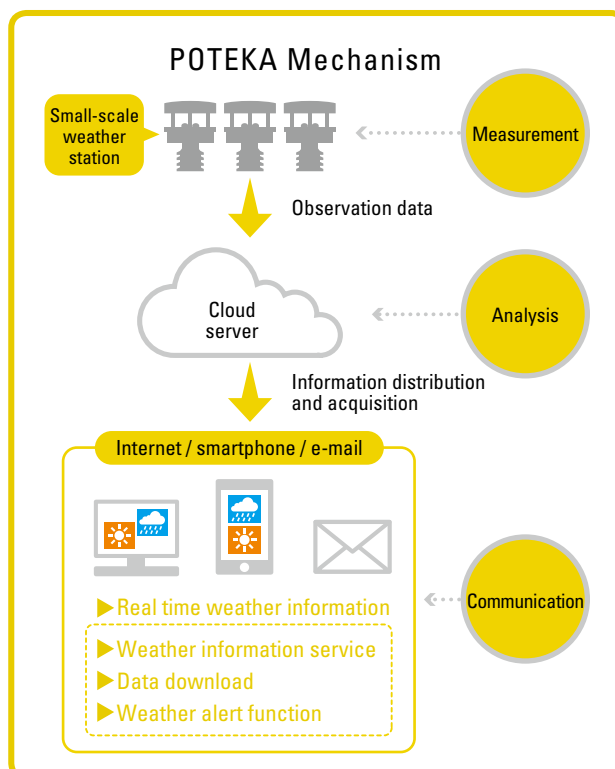 POTEKA Mechanism
Small-scale
weather
station
Measurement
Observation data
Cloud
server
Analysis
Information distribution
and acquisition
Internet / smartphone / e-mail
▶Real time weather information
▶Weather information service
▶Data download
▶Weather alert function
Communication